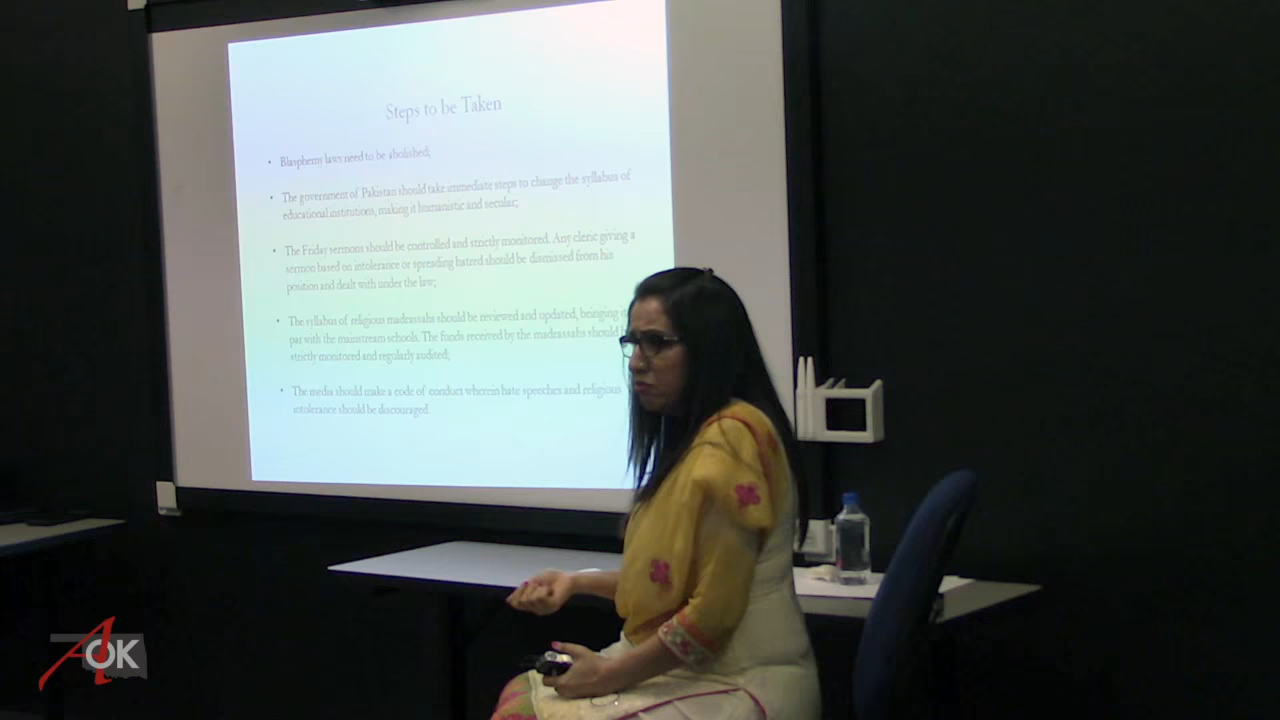 Steps to be Taken
• Blasphemy laws need to be abolished;
• The government of Pakistan should take immediate steps to change the syllabus of
educational institutions, making it humanistic and secular;
• The Friday sermons should be controlled and strictly monitored. Any cleric giving a
sermon based on intolerance or spreading hatred should be dismissed from his
position and dealt with under the law;
• The syllabus of religious madrassahs should be reviewed and updated, beinging
par with the mainstream schools. The funds received by the madrassahs should
strictly monitored and regularly audited;
• The media should make a code of conduct wherein hate speeches and religious
intolerance should be discouraged.
AOK